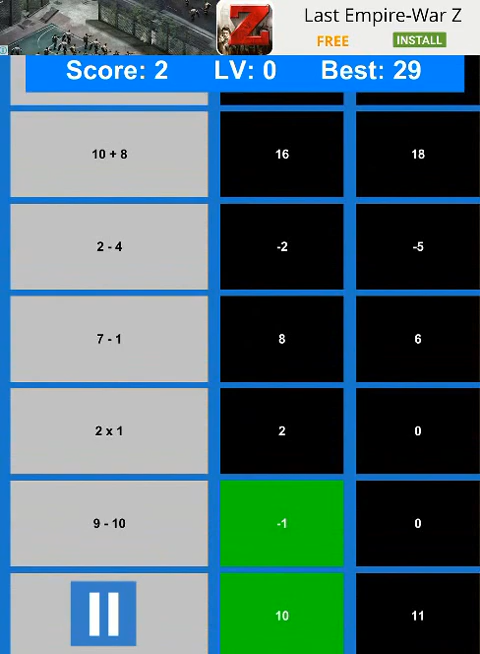 Last Empire-War Z
FREE INSTALL
Score: 2 LV: 0 Best: 29
10 + 8 16 18
2 - 4 -2 -5
7 - 1 8 6
2 x 1 2 0
9 - 10 -1 0
10 11